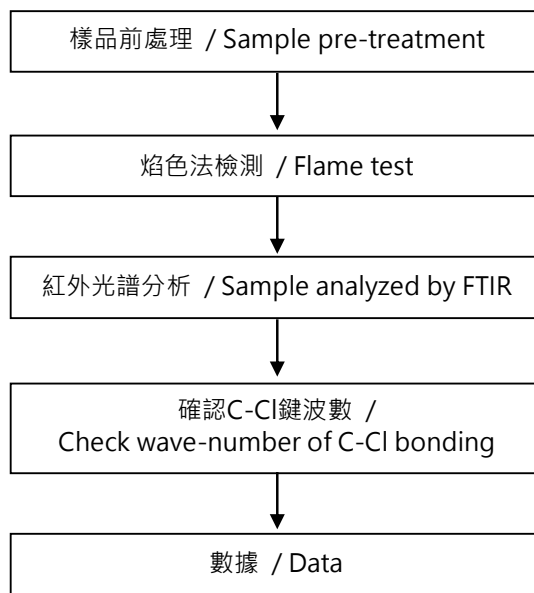 樣品前處理 / Sample pre-treatment
焰色法檢測 / Flame test
紅外光譜分析 / Sample analyzed by FTIR
確認C-Cl鍵波數 /
Check wave-number of C-Cl bonding
數據 / Data